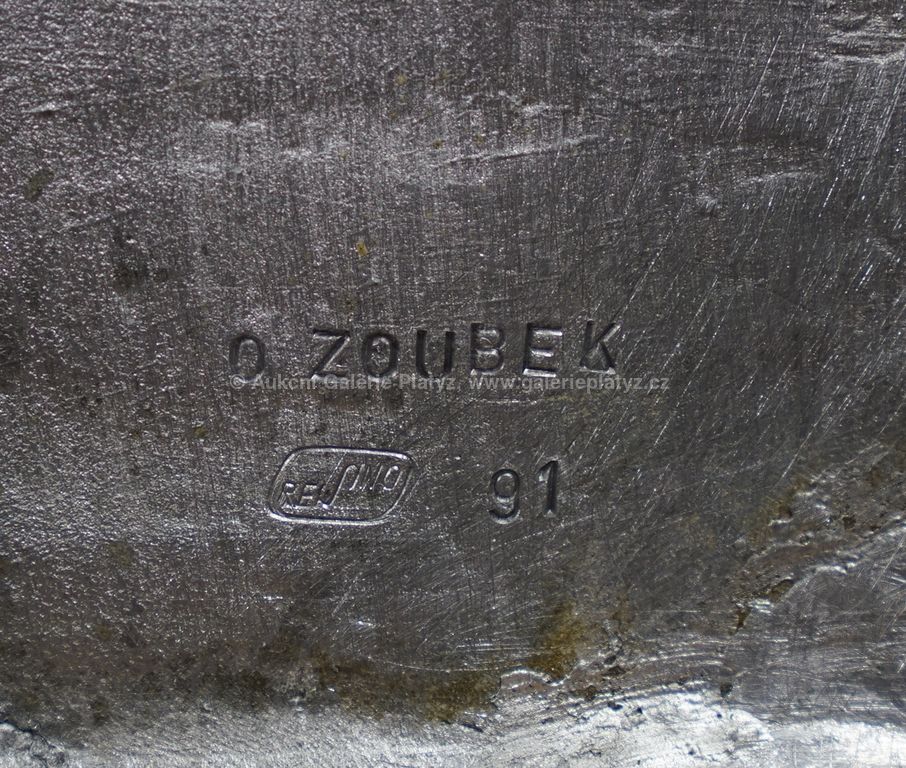 O ZOUBEK
© Aukční Galerie Platýz, www.galerieplatyz.cz
91